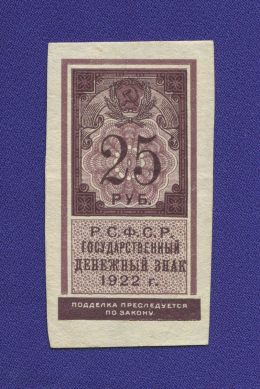 25
РУБ.
Р.С.Ф.С.Р.
ГОСУДАРСТВЕННЫЙ
ДЕНЕЖНЫЙ ЗНАК
1922 г.
ПОДДЕЛКА ПРЕСЛЕДУЕТСЯ
ПО ЗАКОНУ.